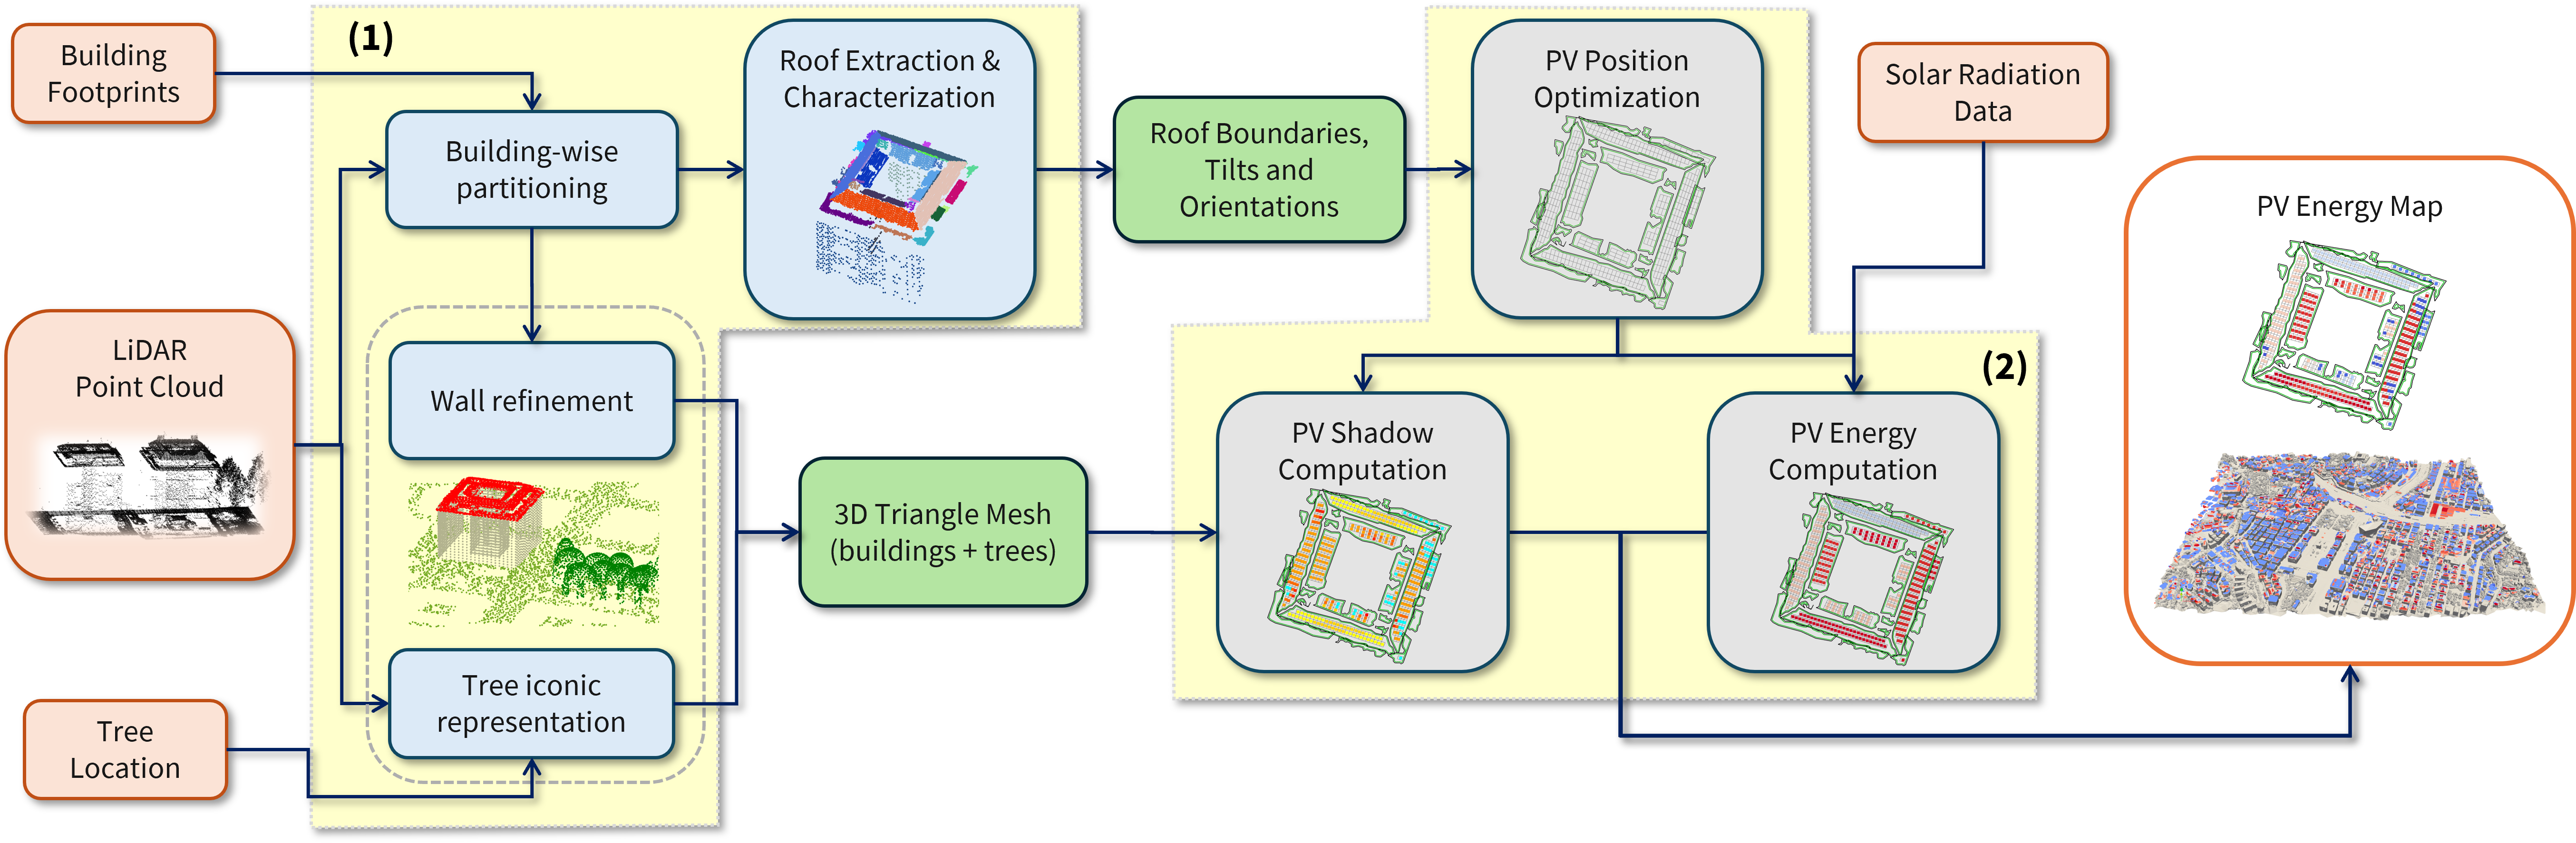 Building
Footprints
(1)
Roof Extraction &
Characterization
Building-wise
partitioning
Roof Boundaries,
Tilts and
Orientations
PV Position
Optimization
Solar Radiation
Data
PV Energy Map
LiDAR
Point Cloud
Wall refinement
(2)
PV Shadow
Computation
PV Energy
Computation
3D Triangle Mesh
(buildings + trees)
Tree iconic
representation
Tree
Location